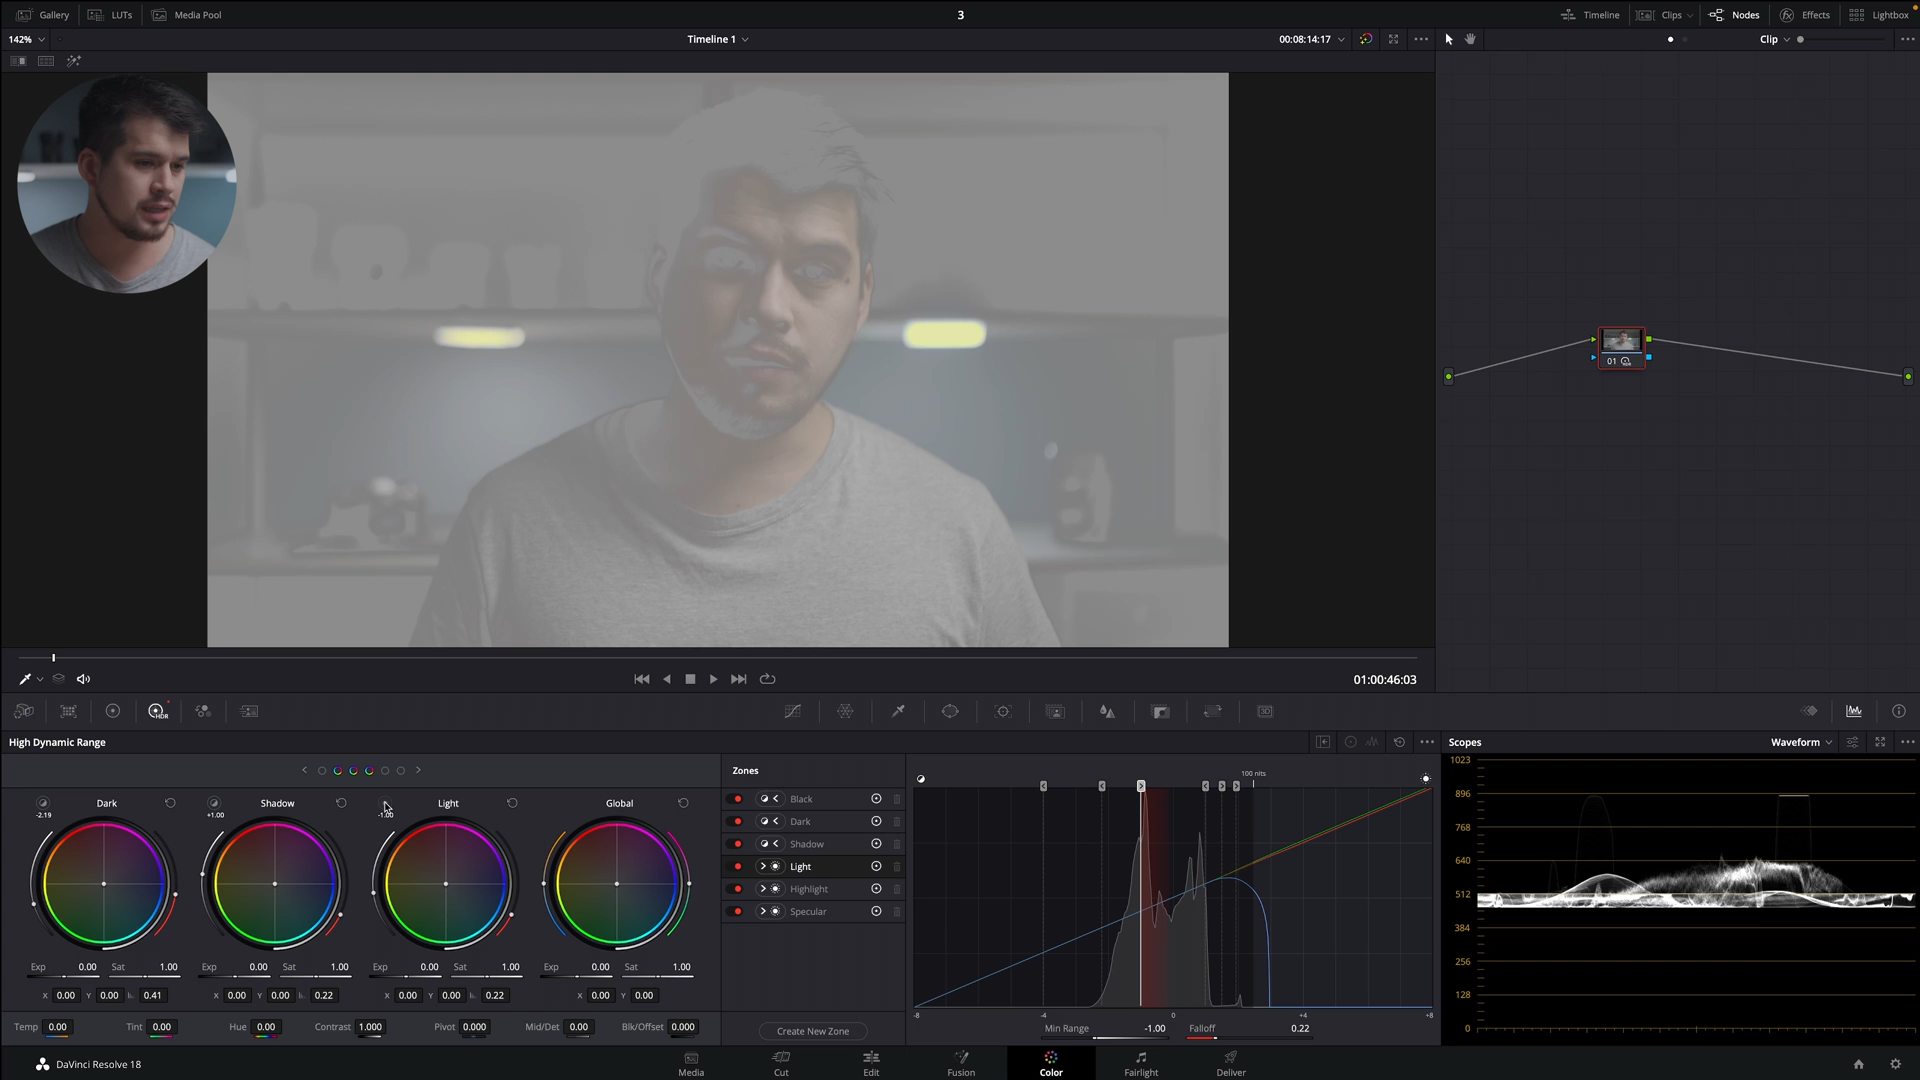 Gallery LUTs Media Pool 3 Timeline Clips Nodes Effects Lightbox
142% Timeline 1 00:08:14:17 Clip
01
01:00:46:03
High Dynamic Range Scopes Waveform
Dark Shadow Light Global
-2.19 +1.00 -1.00
Exp 0.00 Sat 1.00 Exp 0.00 Sat 1.00 Exp 0.00 Sat 1.00 Exp 0.00 Sat 1.00
X 0.00 Y 0.00 0.41 X 0.00 Y 0.00 0.22 X 0.00 Y 0.00 0.22 X 0.00 Y 0.00
Temp 0.00 Tint 0.00 Hue 0.00 Contrast 1.000 Pivot 0.000 Mid/Det 0.00 Blk/Offset 0.000
Zones
Black
Dark
Shadow
Light
Highlight
Specular
Create New Zone
100 nits
-8 -4 0 +4 +8
Min Range -1.00 Falloff 0.22
1023
896
768
640
512
384
256
128
0
DaVinci Resolve 18 Media Cut Edit Fusion Color Fairlight Deliver